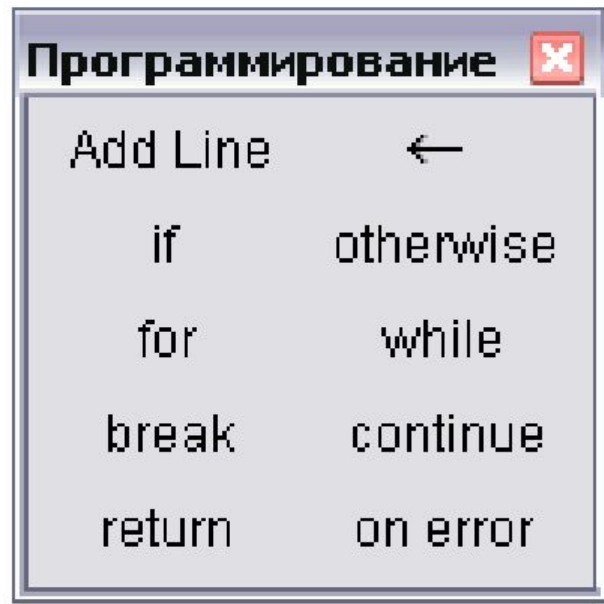 Программирование
Add Line ←
if otherwise
for while
break continue
return on error